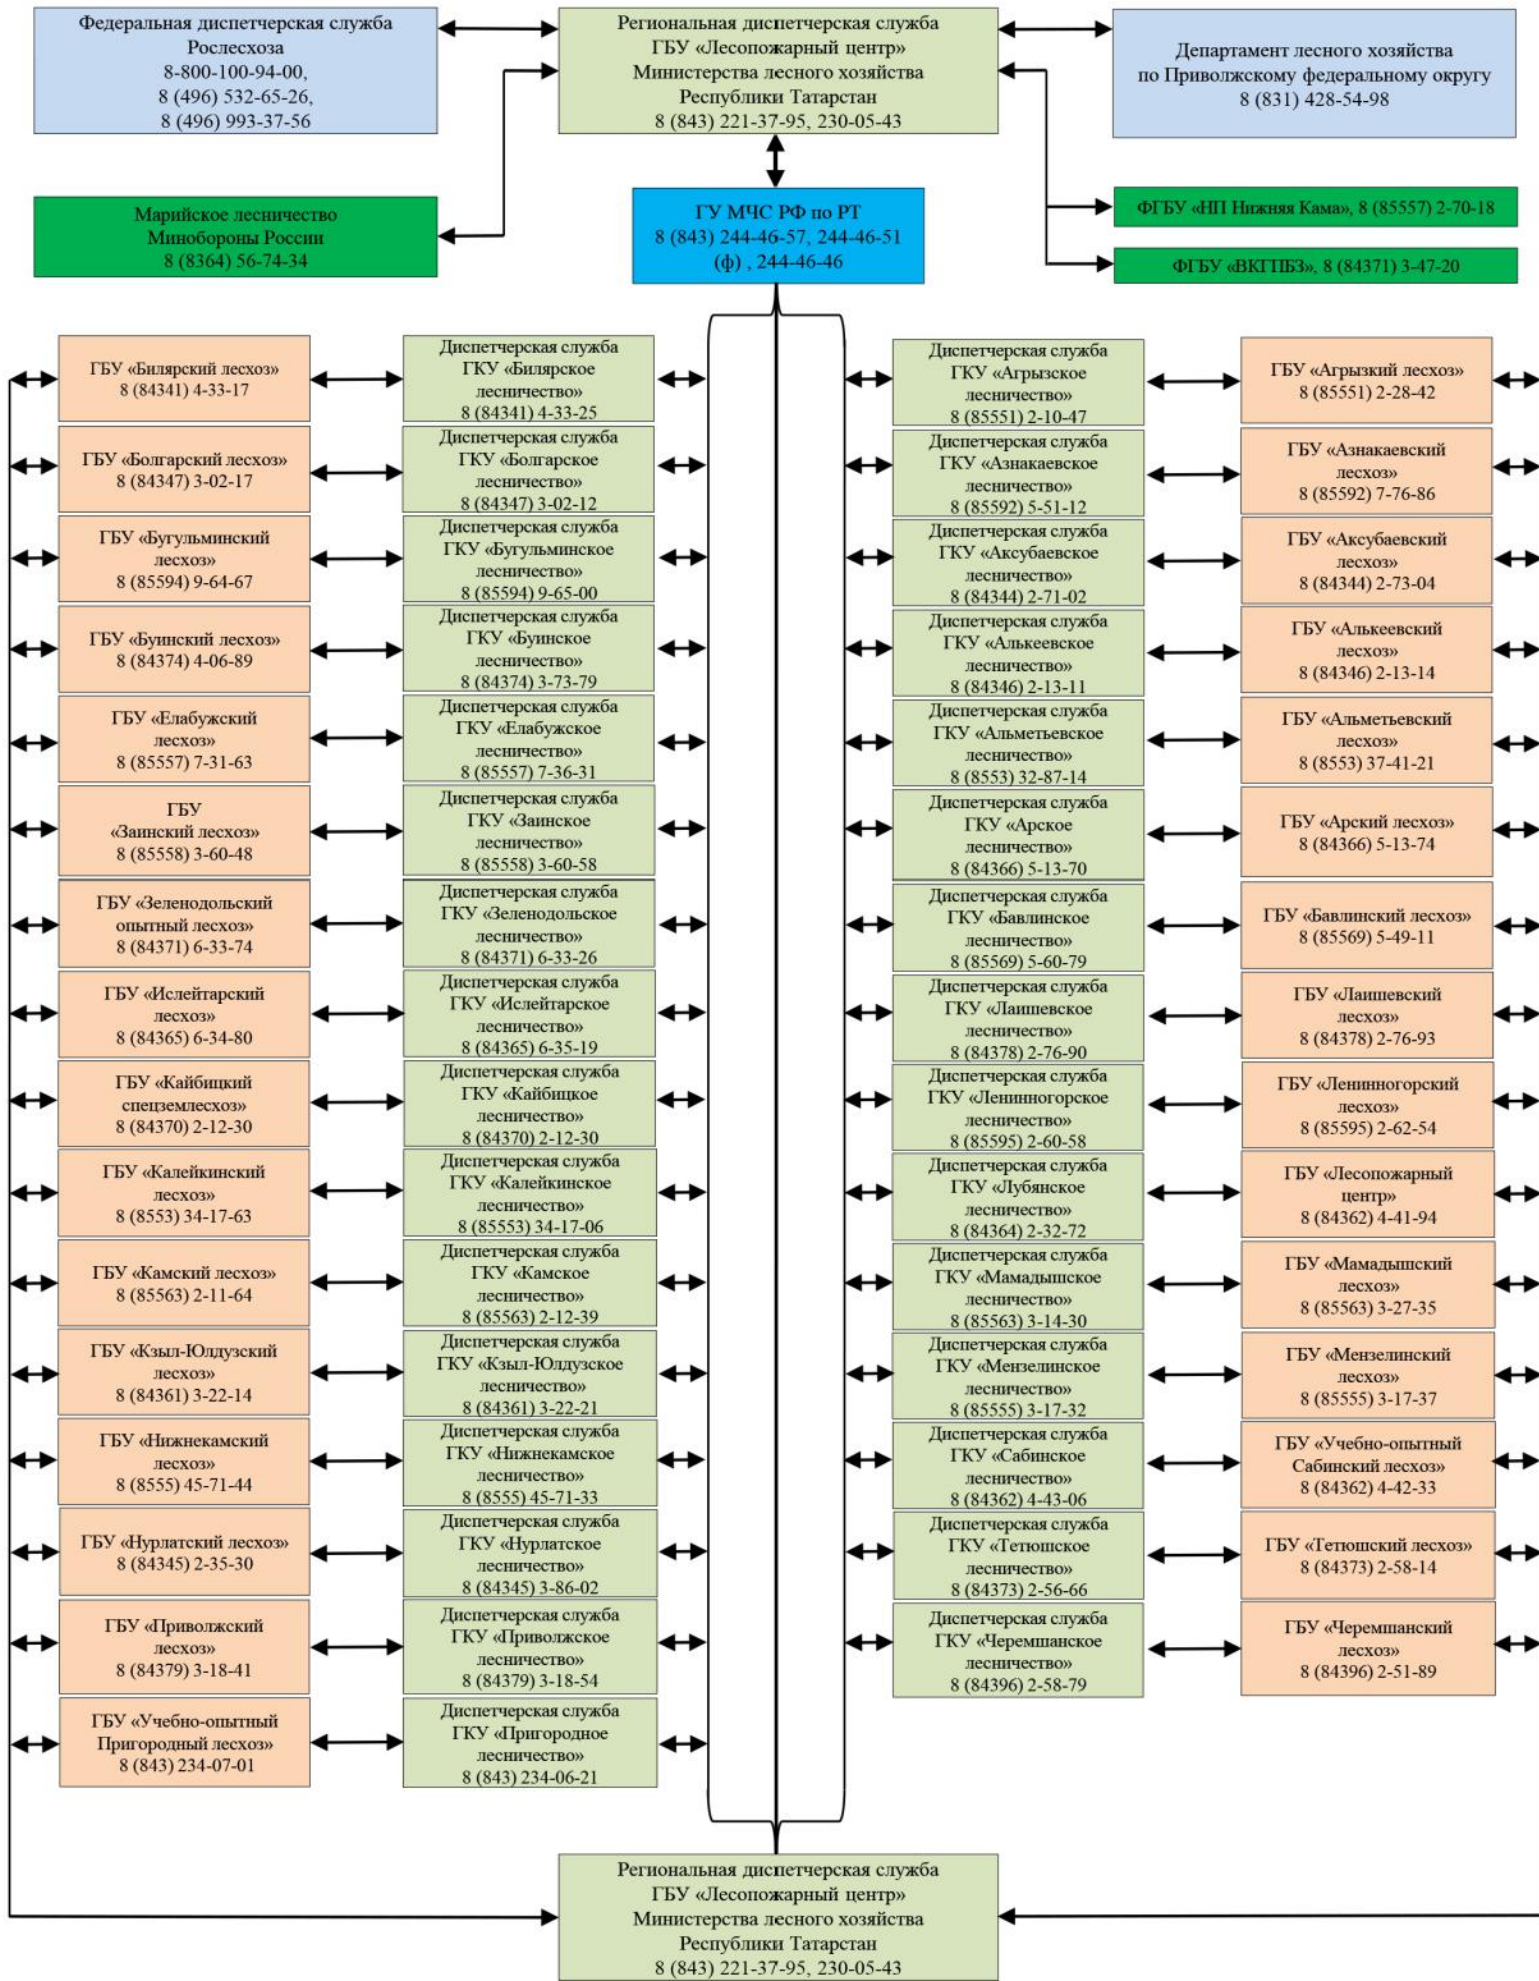 Федеральная диспетчерская служба
Рослесхоза
8-800-100-94-00,
8 (496) 532-65-26,
8 (496) 993-37-56
Региональная диспетчерская служба
ГБУ «Лесопожарный центр»
Министерства лесного хозяйства
Республики Татарстан
8 (843) 221-37-95, 230-05-43
Департамент лесного хозяйства
по Приволжскому федеральному округу
8 (831) 428-54-98
Марийское лесничество
Минобороны России
8 (8364) 56-74-34
ГУ МЧС РФ по РТ
8 (843) 244-46-57, 244-46-51
(ф) , 244-46-46
ФГБУ «НП Нижняя Кама», 8 (85557) 2-70-18
ФГБУ «ВКГПБЗ», 8 (84371) 3-47-20
ГБУ «Билярский лесхоз»
8 (84341) 4-33-17
Диспетчерская служба
ГКУ «Билярское
лесничество»
8 (84341) 4-33-25
Диспетчерская служба
ГКУ «Агрызское
лесничество»
8 (85551) 2-10-47
ГБУ «Агрызкий лесхоз»
8 (85551) 2-28-42
ГБУ «Болгарский лесхоз»
8 (84347) 3-02-17
Диспетчерская служба
ГКУ «Болгарское
лесничество»
8 (84347) 3-02-12
Диспетчерская служба
ГКУ «Азнакаевское
лесничество»
8 (85592) 5-51-12
ГБУ «Азнакаевский
лесхоз»
8 (85592) 7-76-86
ГБУ «Бугульминский
лесхоз»
8 (85594) 9-64-67
Диспетчерская служба
ГКУ «Бугульминское
лесничество»
8 (85594) 9-65-00
Диспетчерская служба
ГКУ «Аксубаевское
лесничество»
8 (84344) 2-71-02
ГБУ «Аксубаевский
лесхоз»
8 (84344) 2-73-04
ГБУ «Буинский лесхоз»
8 (84374) 4-06-89
Диспетчерская служба
ГКУ «Буинское
лесничество»
8 (84374) 3-73-79
Диспетчерская служба
ГКУ «Алькеевское
лесничество»
8 (84346) 2-13-11
ГБУ «Алькеевский
лесхоз»
8 (84346) 2-13-14
ГБУ «Елабужский
лесхоз»
8 (85557) 7-31-63
Диспетчерская служба
ГКУ «Елабужское
лесничество»
8 (85557) 7-36-31
Диспетчерская служба
ГКУ «Альметьевское
лесничество»
8 (8553) 32-87-14
ГБУ «Альметьевский
лесхоз»
8 (8553) 37-41-21
ГБУ
«Заинский лесхоз»
8 (85558) 3-60-48
Диспетчерская служба
ГКУ «Заинское
лесничество»
8 (85558) 3-60-58
Диспетчерская служба
ГКУ «Арское
лесничество»
8 (84366) 5-13-70
ГБУ «Арский лесхоз»
8 (84366) 5-13-74
ГБУ «Зеленодольский
опытный лесхоз»
8 (84371) 6-33-74
Диспетчерская служба
ГКУ «Зеленодольское
лесничество»
8 (84371) 6-33-26
Диспетчерская служба
ГКУ «Бавлинское
лесничество»
8 (85569) 5-60-79
ГБУ «Бавлинский лесхоз»
8 (85569) 5-49-11
ГБУ «Ислейтарский
лесхоз»
8 (84365) 6-34-80
Диспетчерская служба
ГКУ «Ислейтарское
лесничество»
8 (84365) 6-35-19
Диспетчерская служба
ГКУ «Лаишевское
лесничество»
8 (84378) 2-76-90
ГБУ «Лаишевский
лесхоз»
8 (84378) 2-76-93
ГБУ «Кайбицкий
спецземлесхоз»
8 (84370) 2-12-30
Диспетчерская служба
ГКУ «Кайбицкое
лесничество»
8 (84370) 2-12-30
Диспетчерская служба
ГКУ «Лениногорское
лесничество»
8 (85595) 2-60-58
ГБУ «Ленинногорский
лесхоз»
8 (85595) 2-62-54
ГБУ «Калейкинский
лесхоз»
8 (8553) 34-17-63
Диспетчерская служба
ГКУ «Калейкинское
лесничество»
8 (85553) 34-17-06
Диспетчерская служба
ГКУ «Лубянское
лесничество»
8 (84364) 2-32-72
ГБУ «Лесопожарный
центр»
8 (84362) 4-41-94
ГБУ «Камский лесхоз»
8 (85563) 2-11-64
Диспетчерская служба
ГКУ «Камское
лесничество»
8 (85563) 2-12-39
Диспетчерская служба
ГКУ «Мамадышское
лесничество»
8 (85563) 3-14-30
ГБУ «Мамадышский
лесхоз»
8 (85563) 3-27-35
ГБУ «Кзыл-Юлдузский
лесхоз»
8 (84361) 3-22-14
Диспетчерская служба
ГКУ «Кзыл-Юлдузское
лесничество»
8 (84361) 3-22-21
Диспетчерская служба
ГКУ «Мензелинское
лесничество»
8 (85555) 3-17-32
ГБУ «Мензелинский
лесхоз»
8 (85555) 3-17-37
ГБУ «Нижнекамский
лесхоз»
8 (8555) 45-71-44
Диспетчерская служба
ГКУ «Нижнекамское
лесничество»
8 (8555) 45-71-33
Диспетчерская служба
ГКУ «Сабинское
лесничество»
8 (84362) 4-43-06
ГБУ «Учебно-опытный
Сабинский лесхоз»
8 (84362) 4-42-33
ГБУ «Нурлатский лесхоз»
8 (84345) 2-35-30
Диспетчерская служба
ГКУ «Нурлатское
лесничество»
8 (84345) 3-86-02
Диспетчерская служба
ГКУ «Тетюшское
лесничество»
8 (84373) 2-56-66
ГБУ «Тетюшский лесхоз»
8 (84373) 2-58-14
ГБУ «Приволжский
лесхоз»
8 (84379) 3-18-41
Диспетчерская служба
ГКУ «Приволжское
лесничество»
8 (84379) 3-18-54
Диспетчерская служба
ГКУ «Черемшанское
лесничество»
8 (84396) 2-58-79
ГБУ «Черемшанский
лесхоз»
8 (84396) 2-51-89
ГБУ «Учебно-опытный
Пригородный лесхоз»
8 (843) 234-07-01
Диспетчерская служба
ГКУ «Пригородное
лесничество»
8 (843) 234-06-21
Региональная диспетчерская служба
ГБУ «Лесопожарный центр»
Министерства лесного хозяйства
Республики Татарстан
8 (843) 221-37-95, 230-05-43